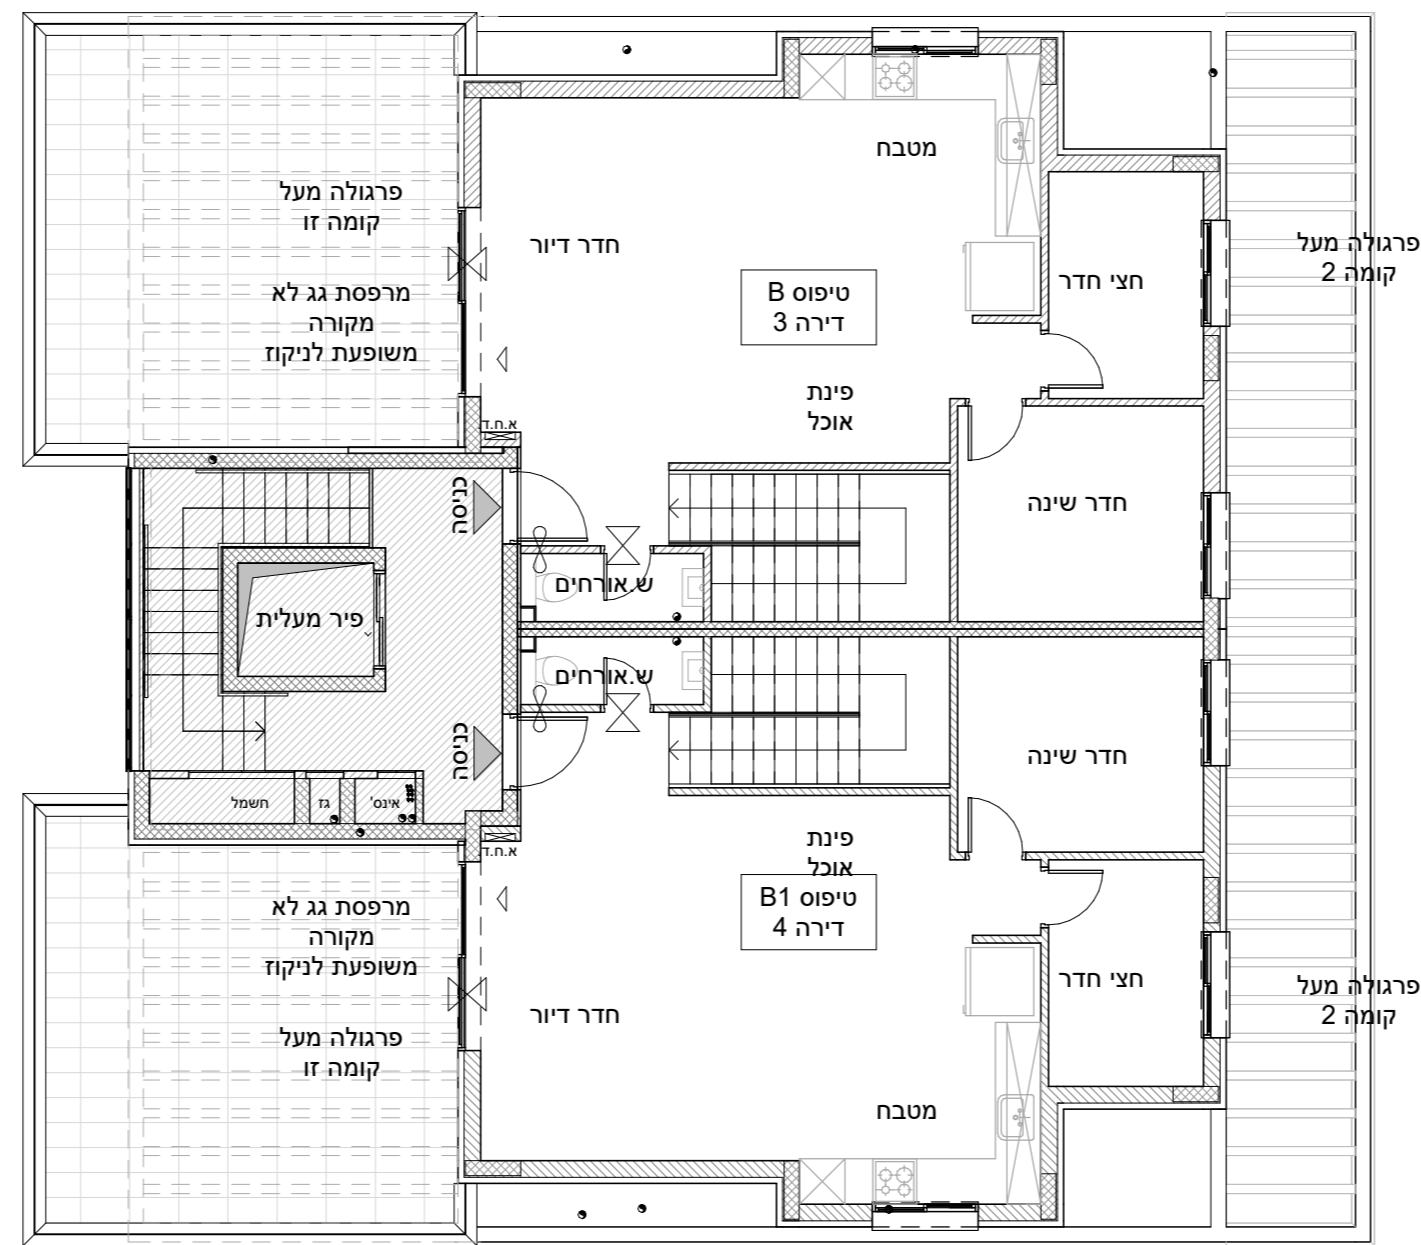 פרגולה מעל
קומה זו
מרפסת גג לא
מקורה
משופעת לניקוז
חדר דיור
מטבח
טיפוס B
דירה 3
חצי חדר
פרגולה מעל
קומה 2
פינת
אוכל
א.ח.ד.
כניסה
חדר שינה
ש.אורחים
פיר מעלית
ש.אורחים
כניסה
חדר שינה
חשמל
גז
אינס'
א.ח.ד.
פינת
אוכל
טיפוס B1
דירה 4
מרפסת גג לא
מקורה
משופעת לניקוז
פרגולה מעל
קומה זו
חדר דיור
חצי חדר
פרגולה מעל
קומה 2
מטבח